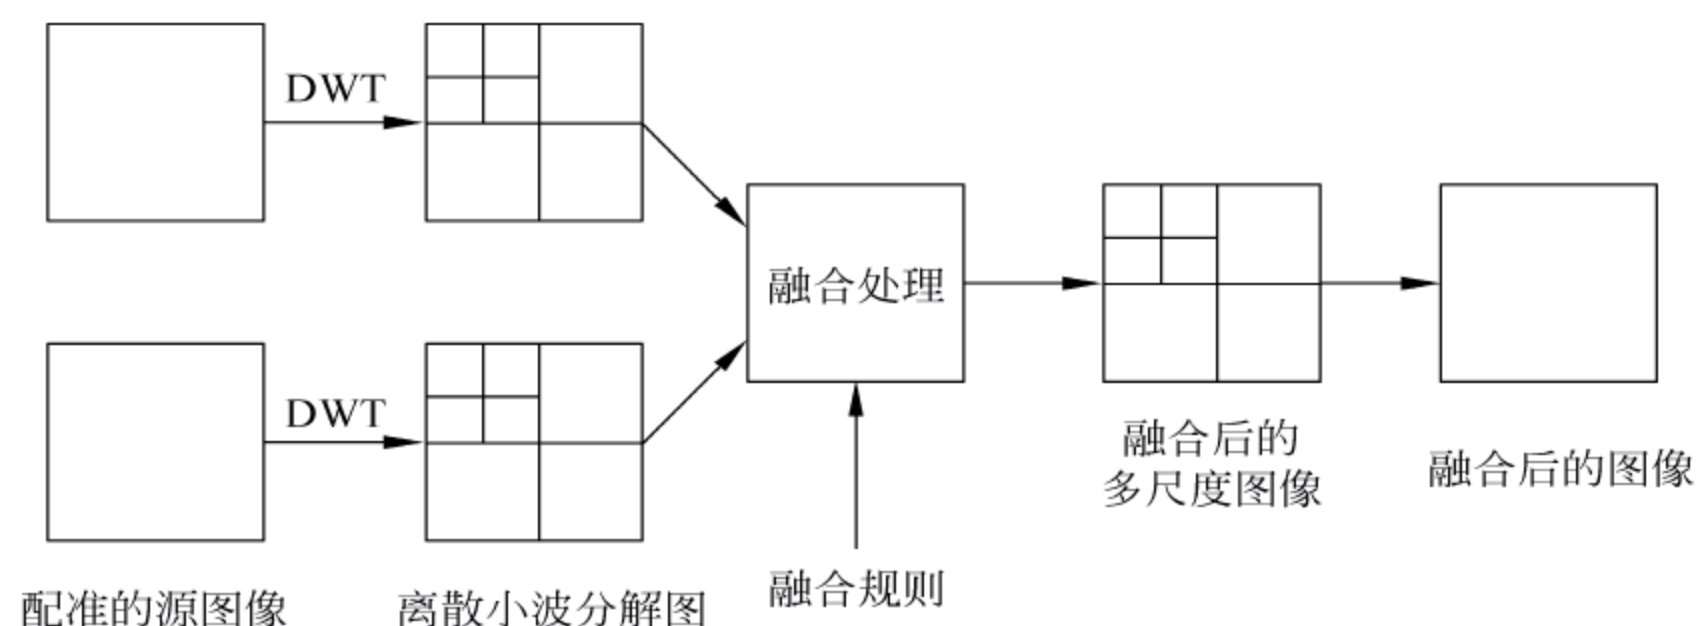 DWT
DWT
融合处理
融合后的
多尺度图像
融合后的图像
融合规则
配准的源图像
离散小波分解图